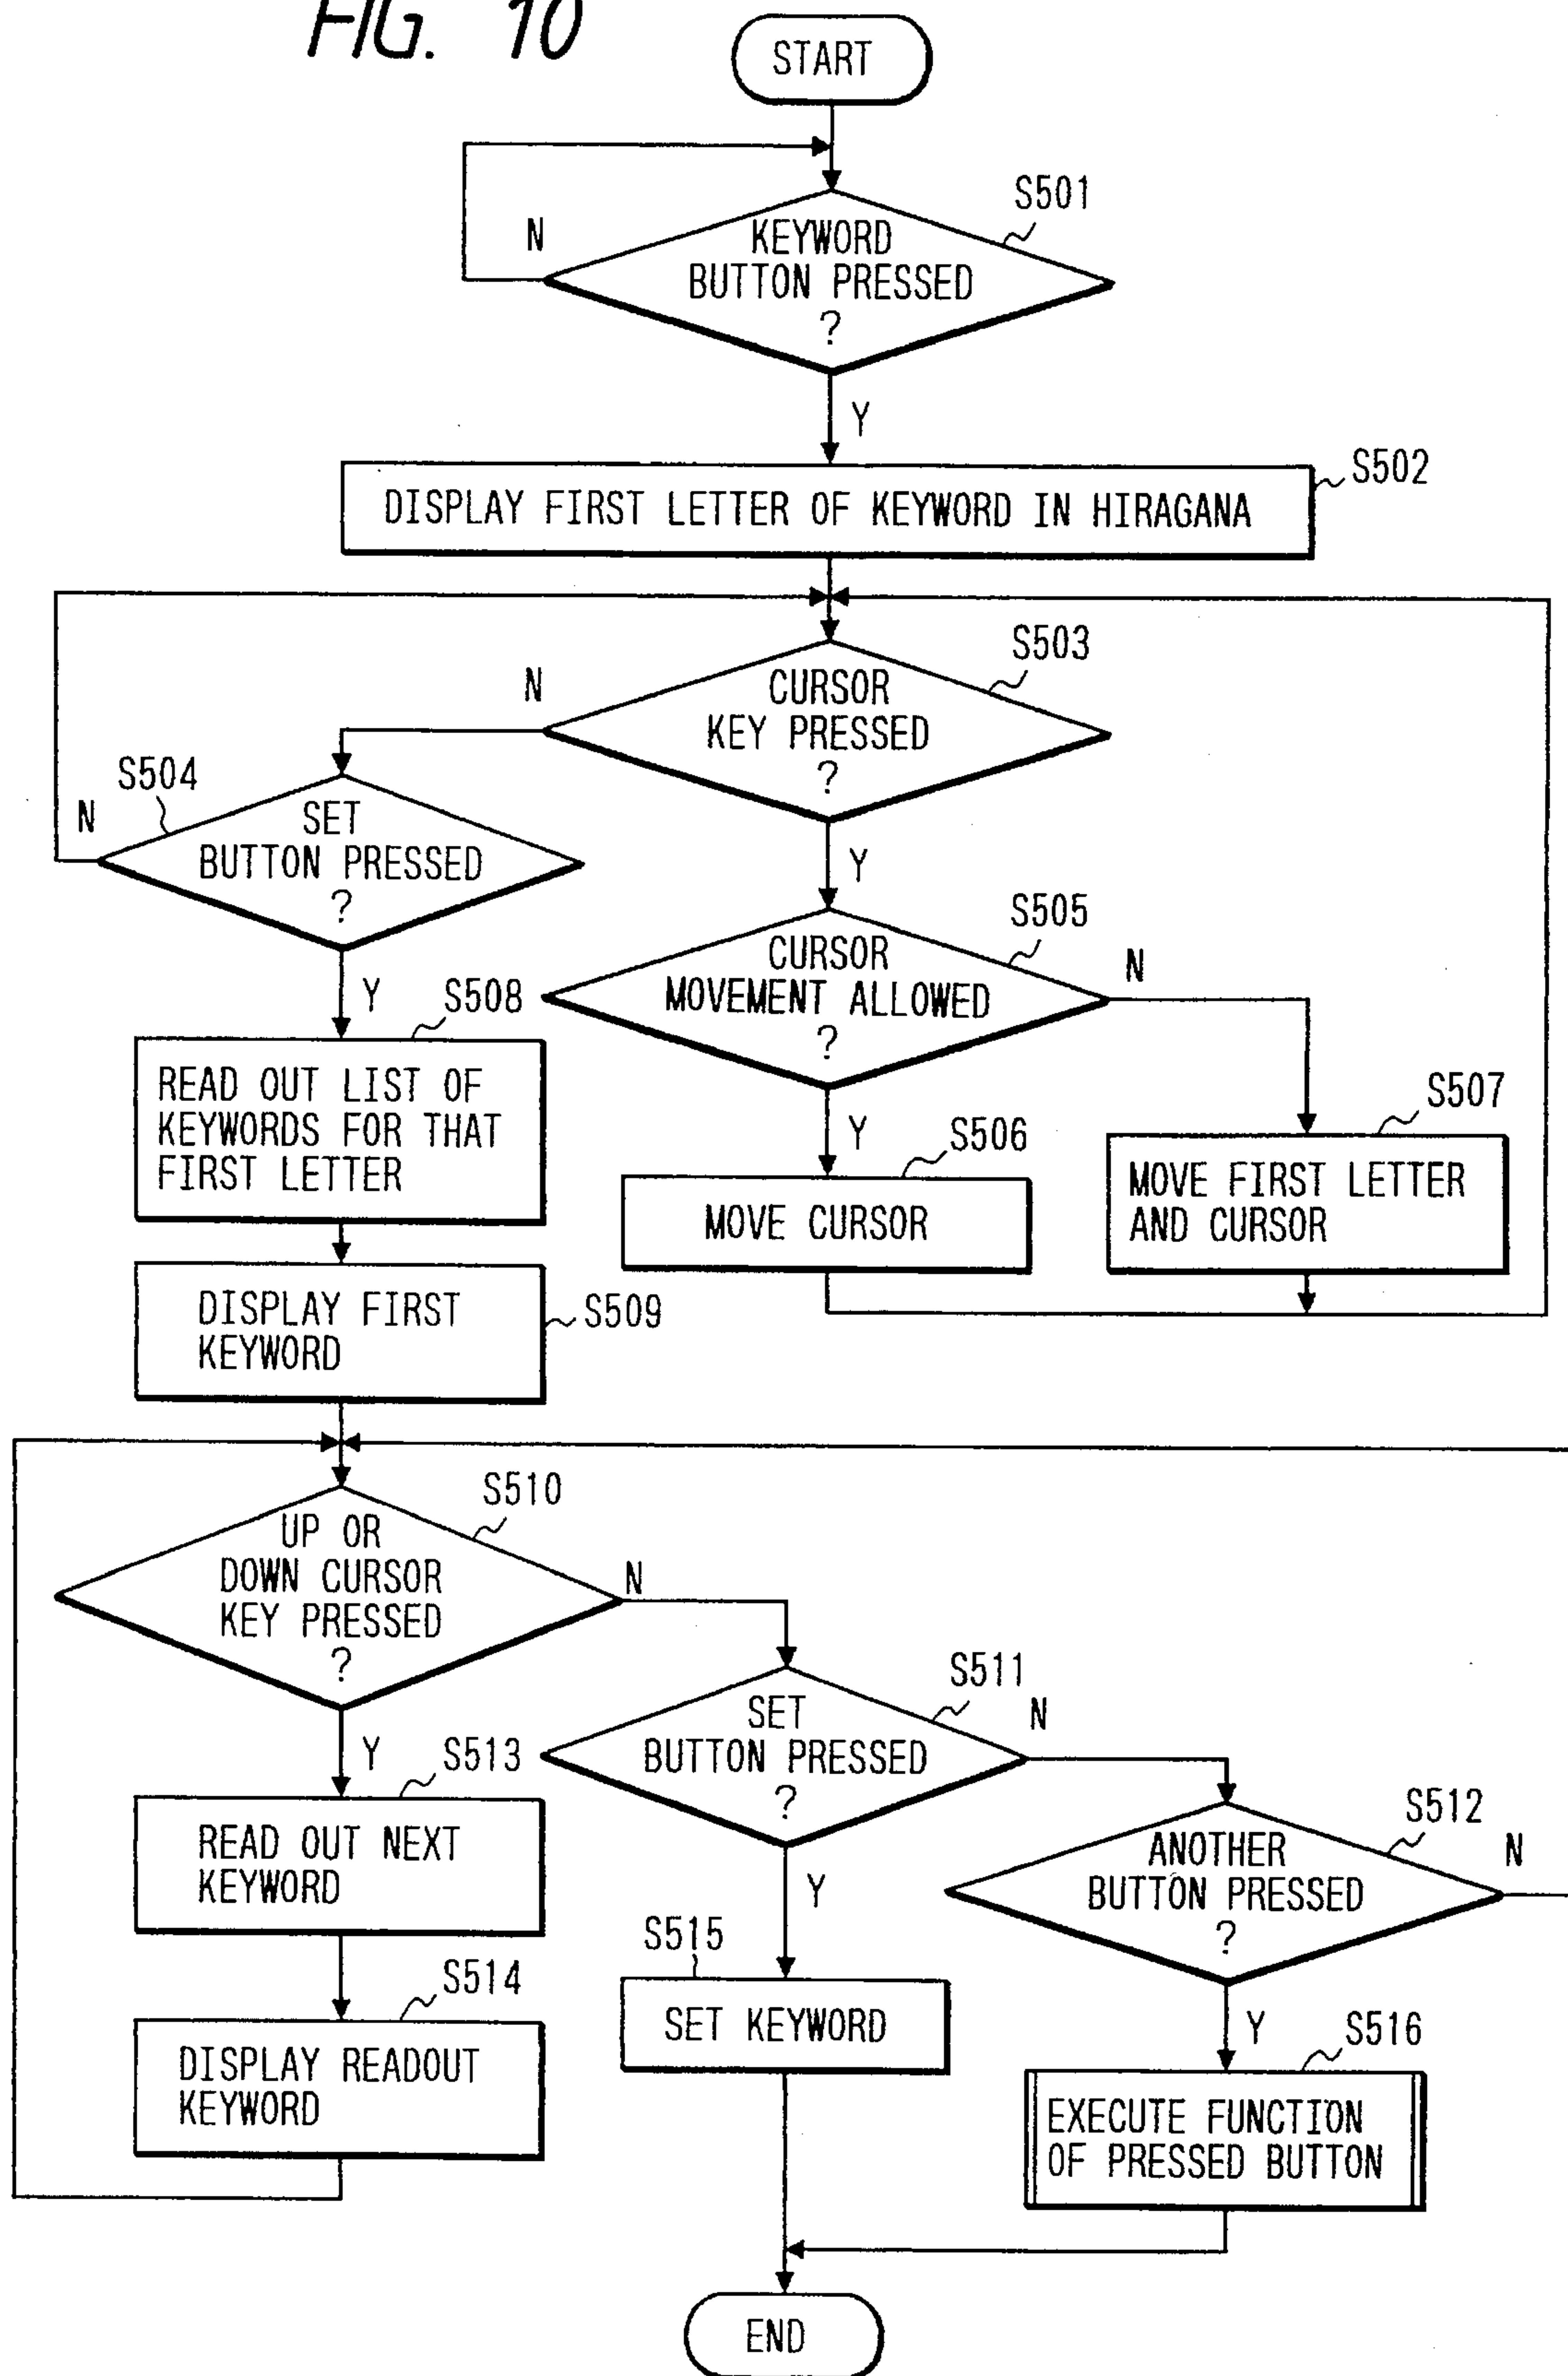 FIG. 10
START
S501
N
KEYWORD
BUTTON PRESSED
?
Y
S502
DISPLAY FIRST LETTER OF KEYWORD IN HIRAGANA
S503
N
CURSOR
KEY PRESSED
?
S504
N
SET
BUTTON PRESSED
?
Y
S505
CURSOR
MOVEMENT ALLOWED
?
N
Y
S508
READ OUT LIST OF
KEYWORDS FOR THAT
FIRST LETTER
Y
S506
MOVE CURSOR
S507
MOVE FIRST LETTER
AND CURSOR
DISPLAY FIRST
KEYWORD
S509
S510
UP OR
DOWN CURSOR
KEY PRESSED
?
N
S511
SET
BUTTON PRESSED
?
N
Y
S513
READ OUT NEXT
KEYWORD
S512
ANOTHER
BUTTON PRESSED
?
N
Y
S515
SET KEYWORD
S514
DISPLAY READOUT
KEYWORD
Y
S516
EXECUTE FUNCTION
OF PRESSED BUTTON
END